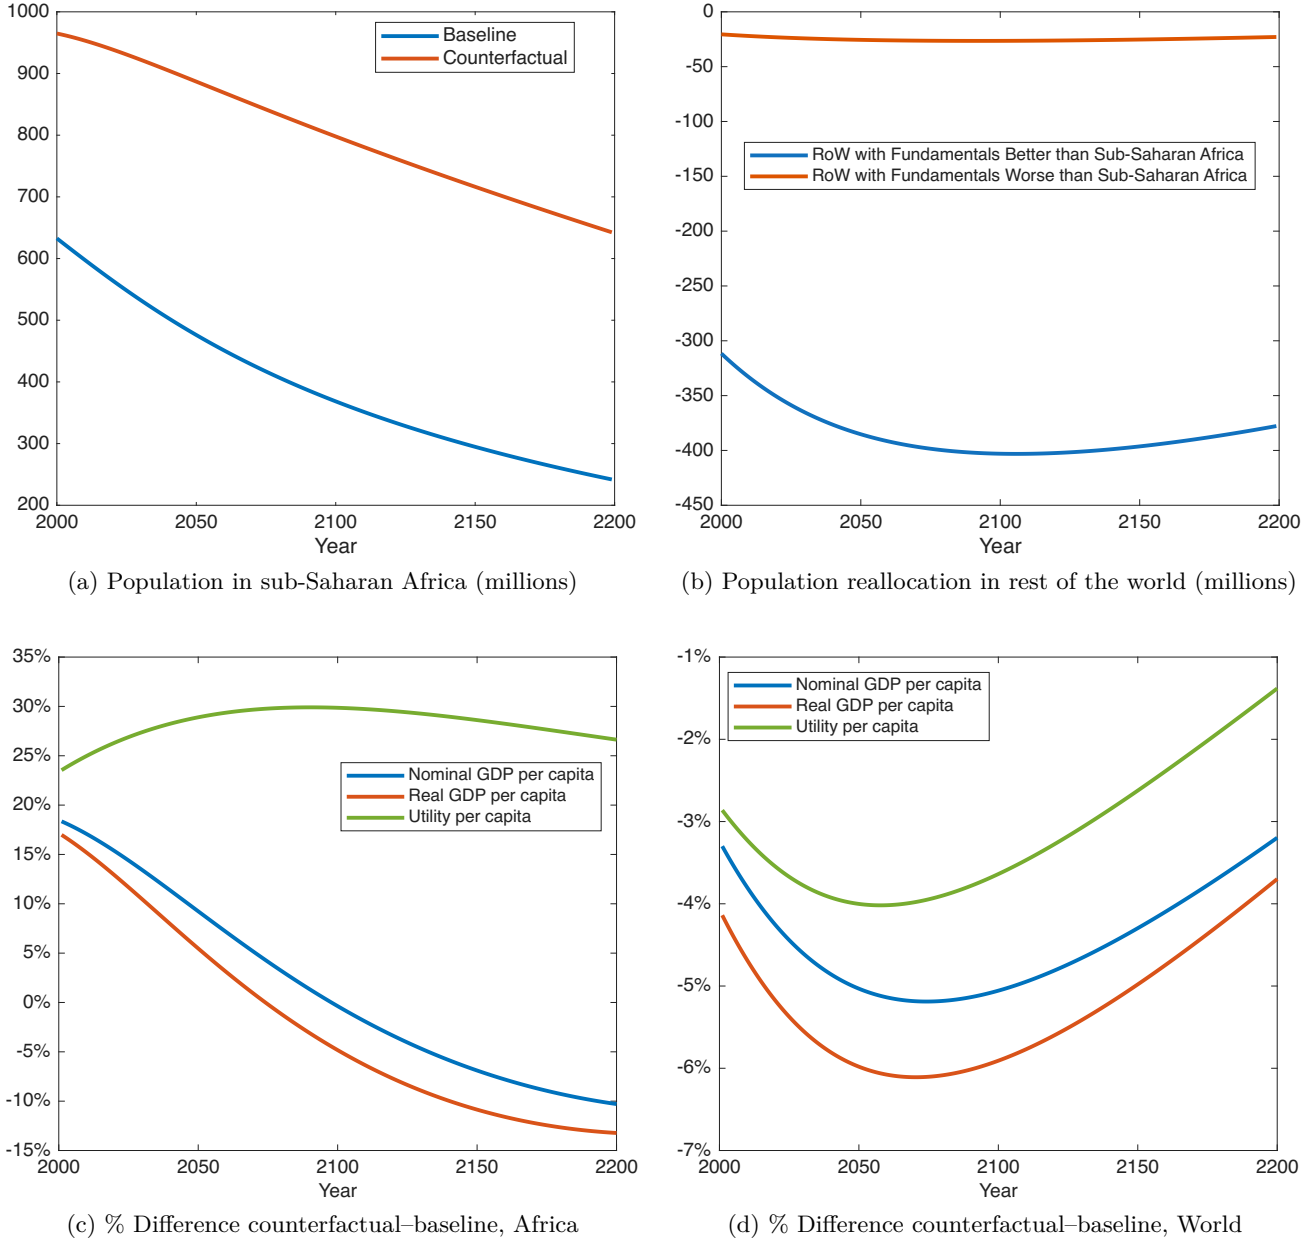 1000
900
800
700
600
500
400
300
200
2000 2050 2100 2150 2200
Year
Baseline
Counterfactual
(a) Population in sub-Saharan Africa (millions)
0
-50
-100
-150
-200
-250
-300
-350
-400
-450
2000 2050 2100 2150 2200
Year
RoW with Fundamentals Better than Sub-Saharan Africa
RoW with Fundamentals Worse than Sub-Saharan Africa
(b) Population reallocation in rest of the world (millions)
35%
30%
25%
20%
15%
10%
5%
0%
-5%
-10%
-15%
2000 2050 2100 2150 2200
Year
Nominal GDP per capita
Real GDP per capita
Utility per capita
(c) % Difference counterfactual–baseline, Africa
-1%
-2%
-3%
-4%
-5%
-6%
-7%
2000 2050 2100 2150 2200
Year
Nominal GDP per capita
Real GDP per capita
Utility per capita
(d) % Difference counterfactual–baseline, World